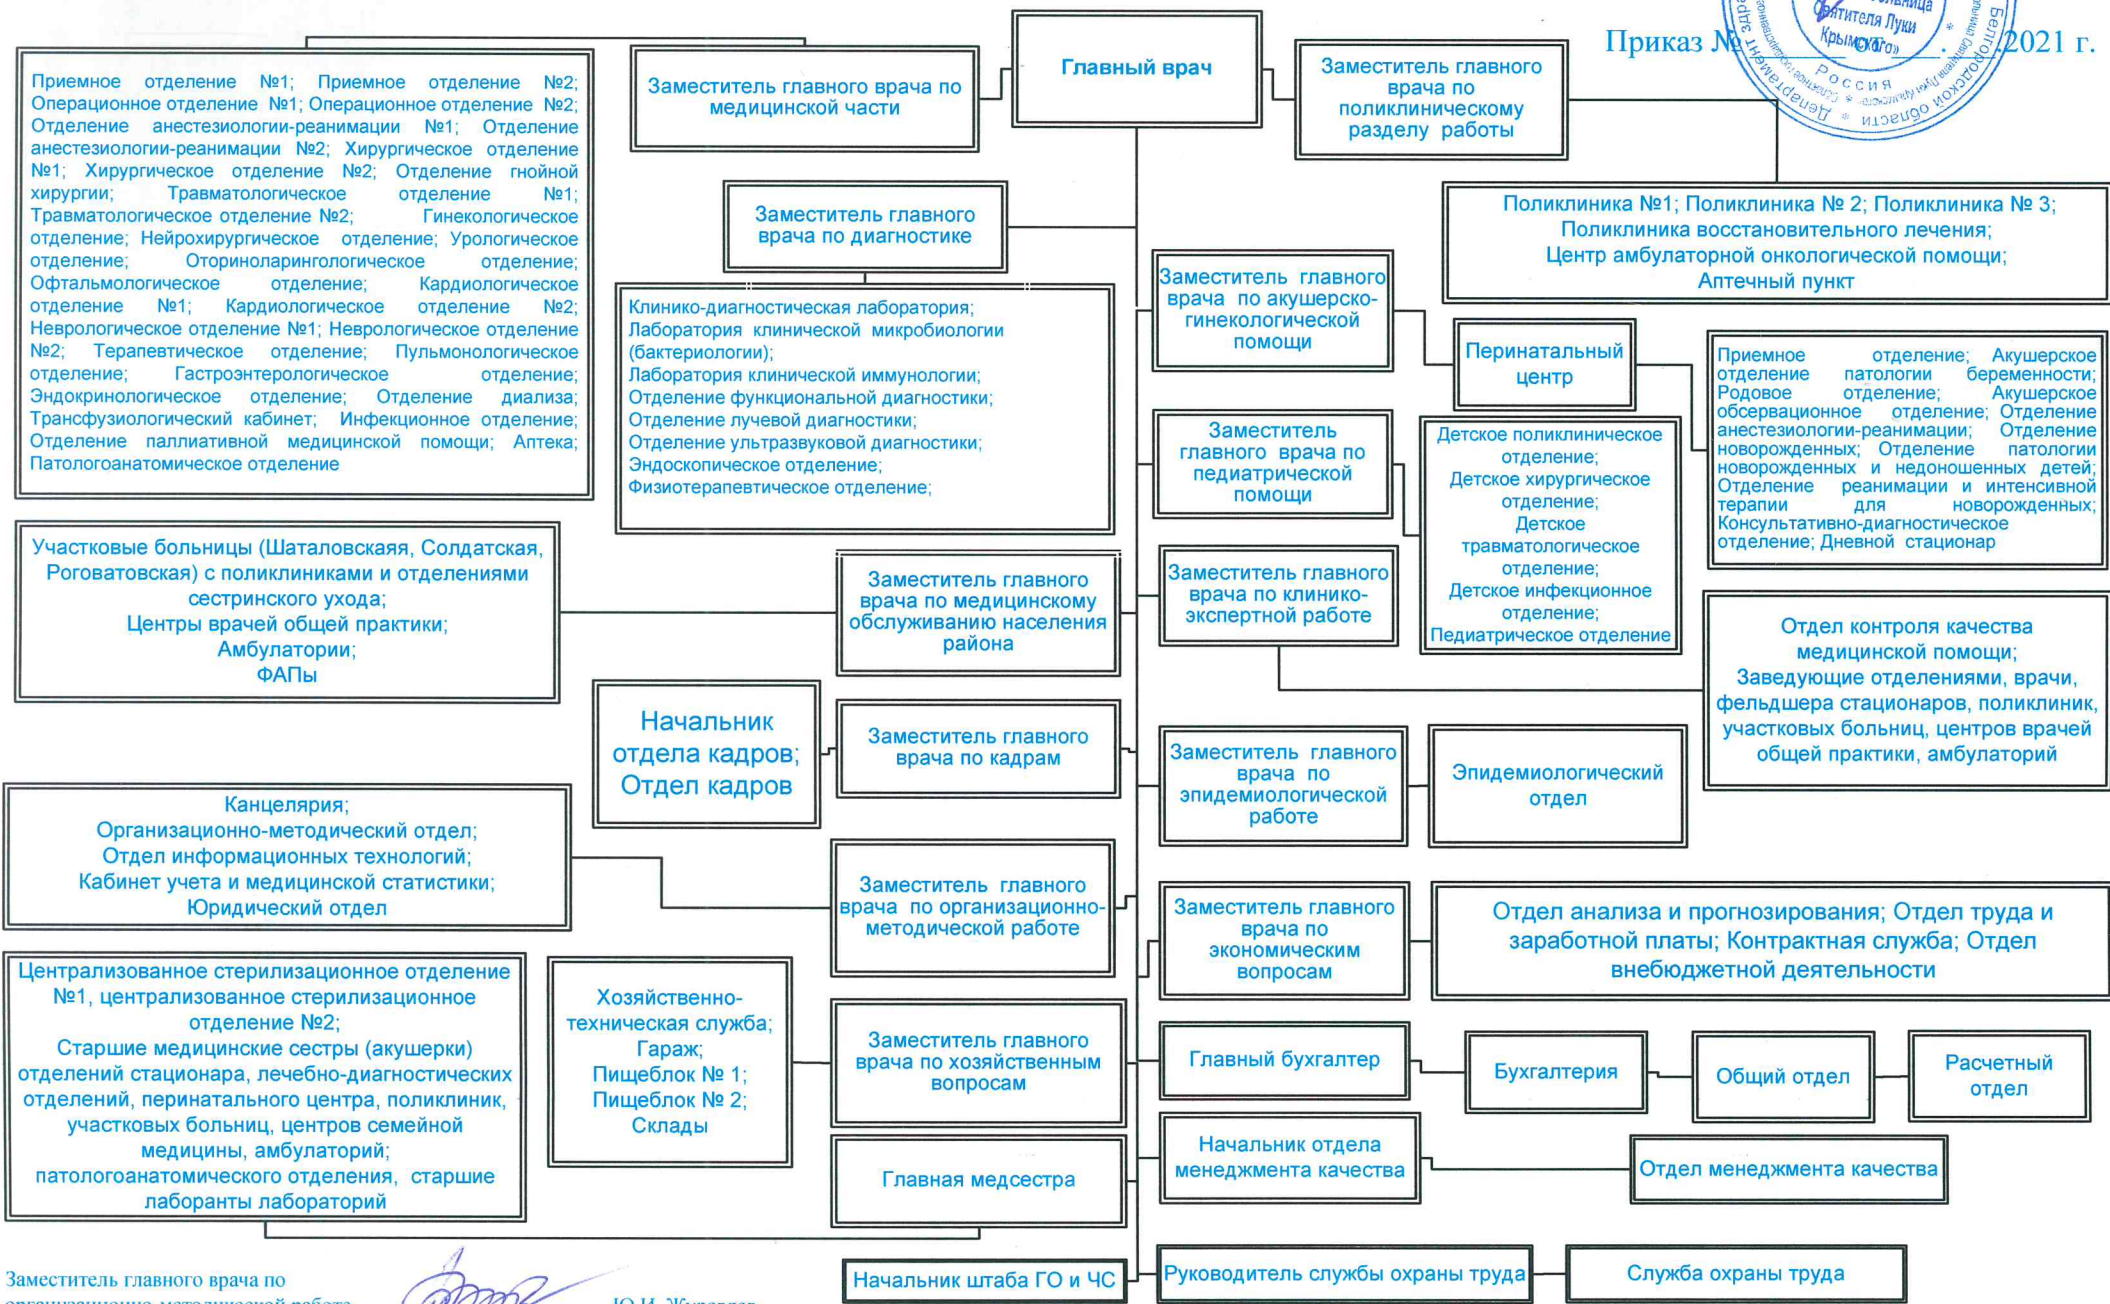 Приказ № от . .2021 г.
больница
Святителя Луки
Крымского»
Россия
Главный врач
Заместитель главного врача по
медицинской части
Заместитель главного
врача по
поликлиническому
разделу работы
Приемное отделение №1; Приемное отделение №2;
Операционное отделение №1; Операционное отделение №2;
Отделение анестезиологии-реанимации №1; Отделение
анестезиологии-реанимации №2; Хирургическое отделение
№1; Хирургическое отделение №2; Отделение гнойной
хирургии; Травматологическое отделение №1;
Травматологическое отделение №2; Гинекологическое
отделение; Нейрохирургическое отделение; Урологическое
отделение; Оториноларингологическое отделение;
Офтальмологическое отделение; Кардиологическое
отделение №1; Кардиологическое отделение №2;
Неврологическое отделение №1; Неврологическое отделение
№2; Терапевтическое отделение; Пульмонологическое
отделение; Гастроэнтерологическое отделение;
Эндокринологическое отделение; Отделение диализа;
Трансфузиологический кабинет; Инфекционное отделение;
Отделение паллиативной медицинской помощи; Аптека;
Патологоанатомическое отделение
Заместитель главного
врача по диагностике
Поликлиника №1; Поликлиника № 2; Поликлиника № 3;
Поликлиника восстановительного лечения;
Центр амбулаторной онкологической помощи;
Аптечный пункт
Клинико-диагностическая лаборатория;
Лаборатория клинической микробиологии
(бактериологии);
Лаборатория клинической иммунологии;
Отделение функциональной диагностики;
Отделение лучевой диагностики;
Отделение ультразвуковой диагностики;
Эндоскопическое отделение;
Физиотерапевтическое отделение;
Заместитель главного
врача по акушерско-
гинекологической
помощи
Перинатальный
центр
Приемное отделение; Акушерское
отделение патологии беременности;
Родовое отделение; Акушерское
обсервационное отделение; Отделение
анестезиологии-реанимации; Отделение
новорожденных; Отделение патологии
новорожденных и недоношенных детей;
Отделение реанимации и интенсивной
терапии для новорожденных;
Консультативно-диагностическое
отделение; Дневной стационар
Заместитель
главного врача по
педиатрической
помощи
Детское поликлиническое
отделение;
Детское хирургическое
отделение;
Детское
травматологическое
отделение;
Детское инфекционное
отделение;
Педиатрическое отделение
Участковые больницы (Шаталовскаяя, Солдатская,
Роговатовская) с поликлиниками и отделениями
сестринского ухода;
Центры врачей общей практики;
Амбулатории;
ФАПы
Заместитель главного
врача по медицинскому
обслуживанию населения
района
Заместитель главного
врача по клинико-
экспертной работе
Отдел контроля качества
медицинской помощи;
Заведующие отделениями, врачи,
фельдшера стационаров, поликлиник,
участковых больниц, центров врачей
общей практики, амбулаторий
Начальник
отдела кадров;
Отдел кадров
Заместитель главного
врача по кадрам
Заместитель главного
врача по
эпидемиологической
работе
Эпидемиологический
отдел
Канцелярия;
Организационно-методический отдел;
Отдел информационных технологий;
Кабинет учета и медицинской статистики;
Юридический отдел
Заместитель главного
врача по организационно-
методической работе
Заместитель главного
врача по
экономическим
вопросам
Отдел анализа и прогнозирования; Отдел труда и
заработной платы; Контрактная служба; Отдел
внебюджетной деятельности
Централизованное стерилизационное отделение
№1, централизованное стерилизационное
отделение №2;
Старшие медицинские сестры (акушерки)
отделений стационара, лечебно-диагностических
отделений, перинатального центра, поликлиник,
участковых больниц, центров семейной
медицины, амбулаторий;
патологоанатомического отделения, старшие
лаборанты лабораторий
Хозяйственно-
техническая служба;
Гараж;
Пищеблок № 1;
Пищеблок № 2;
Склады
Заместитель главного
врача по хозяйственным
вопросам
Главный бухгалтер
Бухгалтерия
Общий отдел
Расчетный
отдел
Главная медсестра
Начальник отдела
менеджмента качества
Отдел менеджмента качества
Начальник штаба ГО и ЧС
Руководитель службы охраны труда
Служба охраны труда
Заместитель главного врача по
организационно-методической работе
Ю.И. Журавлев